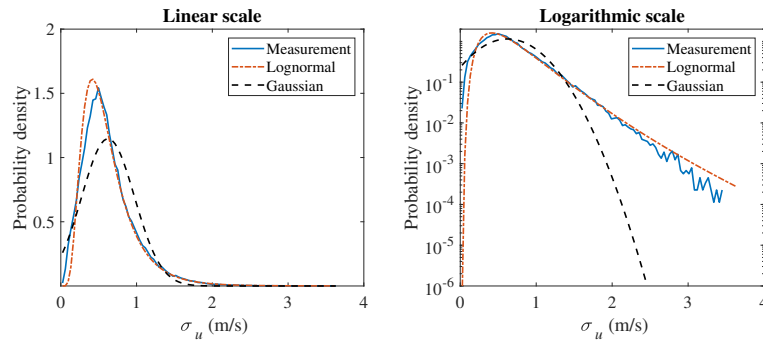 Linear scale
Probability density
2
1.5
1
0.5
0
1
2
3
4
σu (m/s)
Measurement
Lognormal
Gaussian
Logarithmic scale
Probability density
10-1
10-2
10-3
10-4
10-5
10-6
0
1
2
3
4
σu (m/s)
Measurement
Lognormal
Gaussian